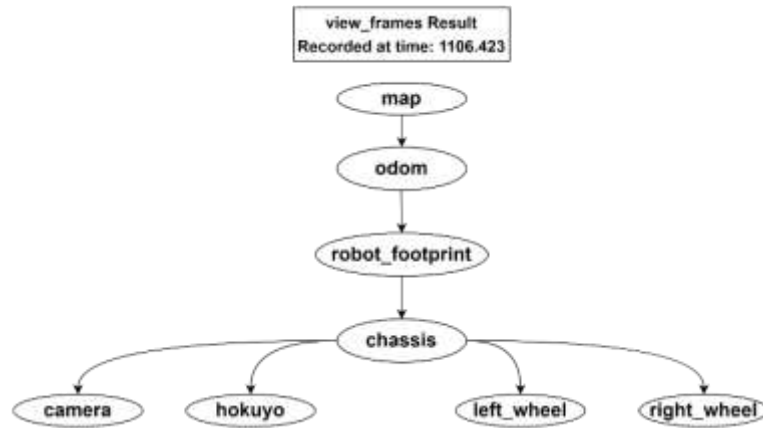 view_frames Result
Recorded at time: 1106.423
map
odom
robot_footprint
chassis
camera hokuyo left_wheel right_wheel